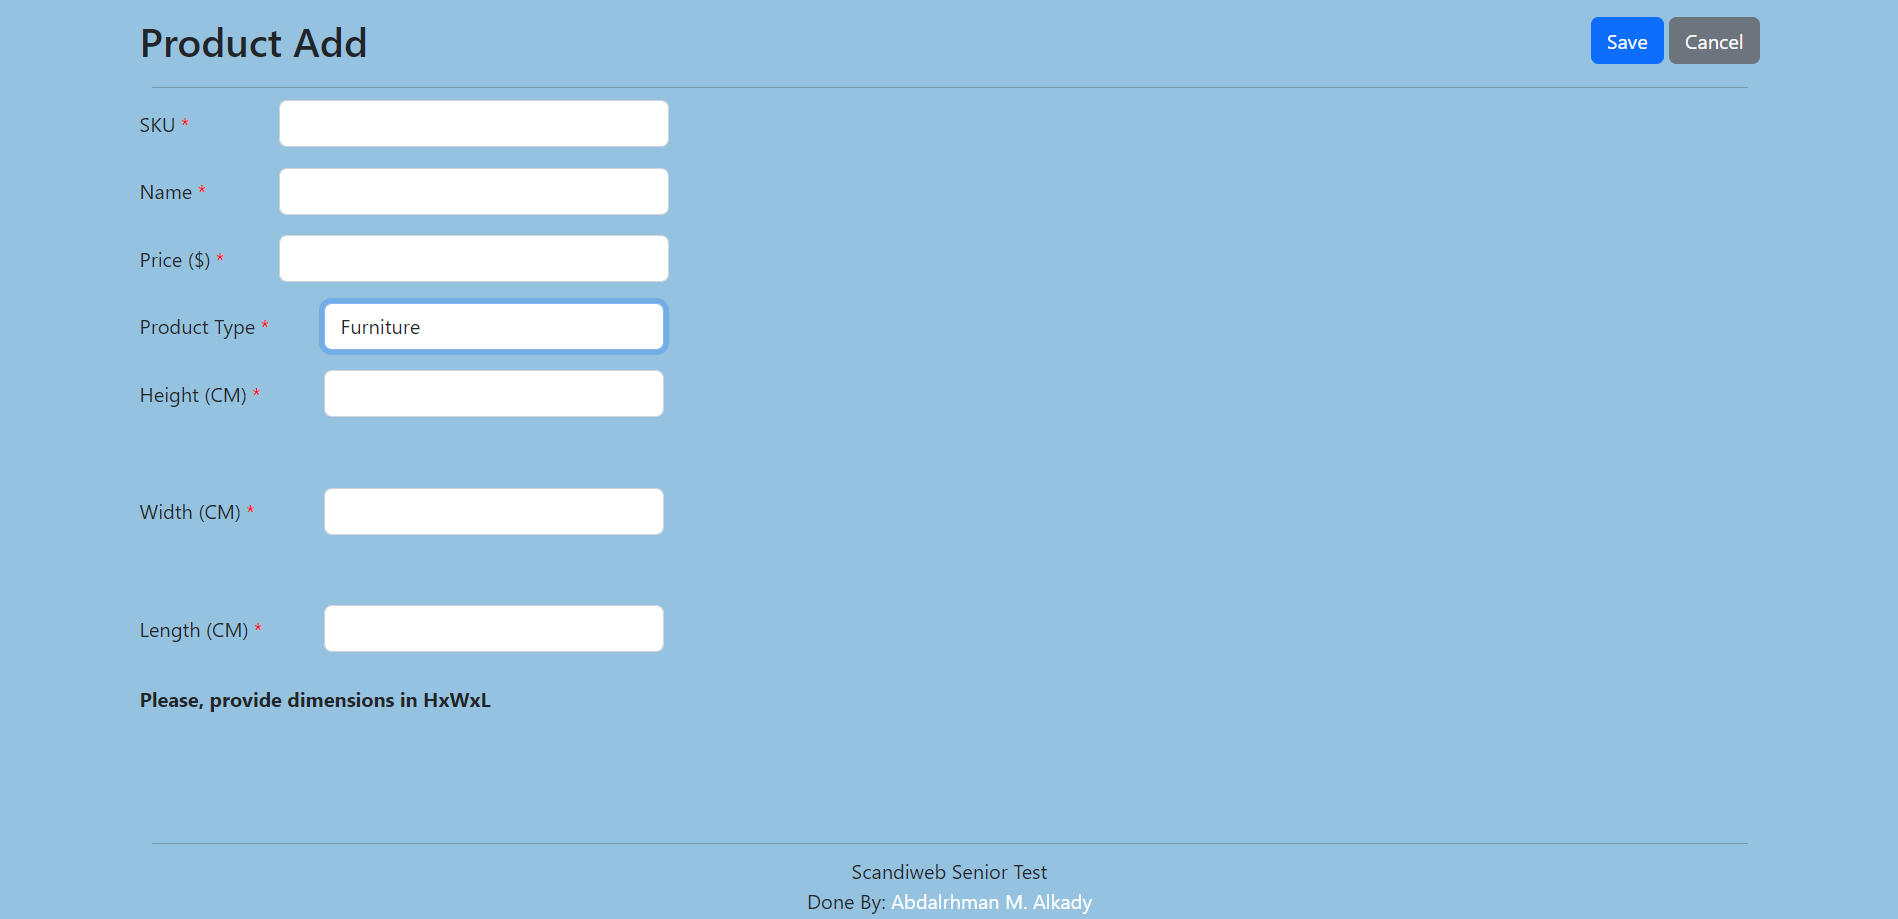 Product Add
Save Cancel
SKU *
Name *
Price ($) *
Product Type * Furniture
Height (CM) *
Width (CM) *
Length (CM) *
Please, provide dimensions in HxWxL
Scandiweb Senior Test
Done By: Abdalrhman M. Alkady